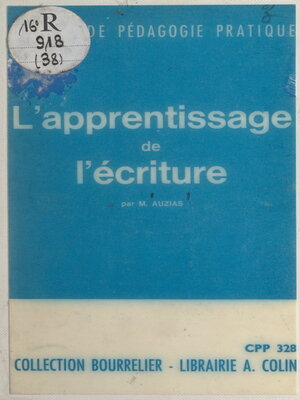 16 R
918
(38)
DE PÉDAGOGIE PRATIQUE
L'apprentissage
de
l'écriture
par M. AUZIAS
CPP 328
COLLECTION BOURRELIER - LIBRAIRIE A. COLIN